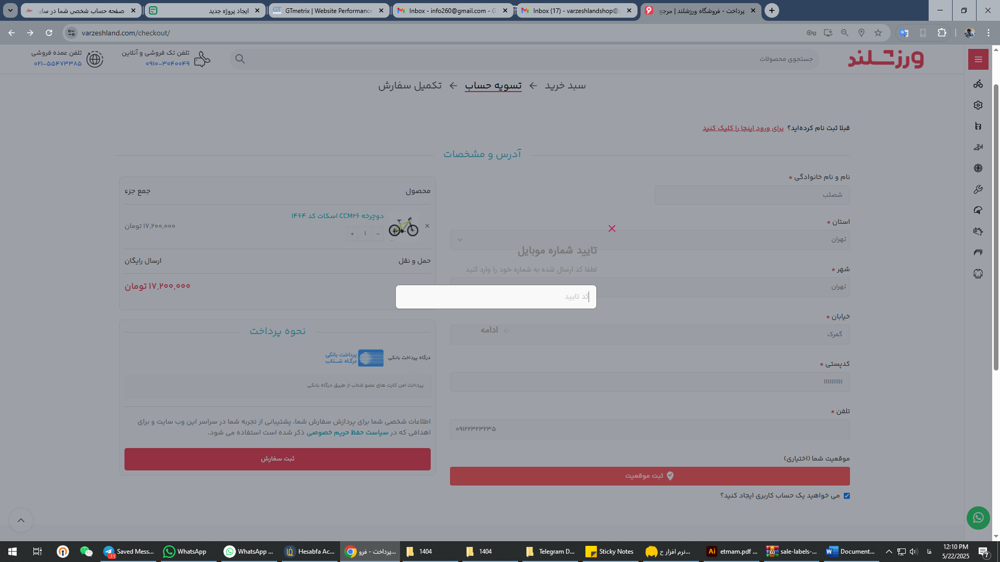 صفحه حساب شخصی شما در سایت
ایجاد پروژه جدید
GTmetrix | Website Performance
Inbox - info260@gmail.com - G
Inbox (17) - varzeshlandshop@
پرداخت - فروشگاه ورزشلند | مرجع
varzeshland.com/checkout/
ورزشلند
جستجوی محصولات
تلفن تک فروشی و آنلاین
۰۹۱۰-۳۰۴۰۰۴۹
تلفن عمده فروشی
۰۲۱-۵۵۴۷۳۳۸۵
سبد خرید
تسویه حساب
تکمیل سفارش
قبلا ثبت نام کرده‌اید؟ برای ورود اینجا را کلیک کنید
آدرس و مشخصات
نام و نام خانوادگی *
شصثب
استان *
تهران
شهر *
تهران
خیابان *
گمرک
کدپستی *
۱۱۱۱۱۱۱۱۱۱
تلفن *
۰۹۱۲۲۳۲۳۲۳۵
موقعیت شما (اختیاری)
ثبت موقعیت
می خواهید یک حساب کاربری ایجاد کنید؟
محصول
جمع جزء
دوچرخه CCM۲۶ اسکات کد ۱۴۶۴
- ۱ +
۱۷,۲۰۰,۰۰۰ تومان
حمل و نقل
ارسال رایگان
۱۷,۲۰۰,۰۰۰ تومان
تایید شماره موبایل
لطفا کد ارسال شده به شماره خود را وارد کنید
کد تایید
ادامه
نحوه پرداخت
درگاه پرداخت بانکی
پرداخت بانکی
درگاه شتاب
پرداخت امن کارت های عضو شتاب از طریق درگاه بانکی
اطلاعات شخصی شما برای پردازش سفارش شما، پشتیبانی از تجربه شما در سراسر این وب سایت و برای
اهدافی که در سیاست حفظ حریم خصوصی ذکر شده است استفاده می شود.
ثبت سفارش
Saved Mess...
..11
WhatsApp
WhatsApp ...
Hesabfa Ac...
پرداخت - فرو...
1404
1404
Telegram D...
Sticky Notes
نرم افزار ح...
Ai
etmam.pdf ...
sale-labels-...
Document...
فا
12:10 PM
5/22/2025
7